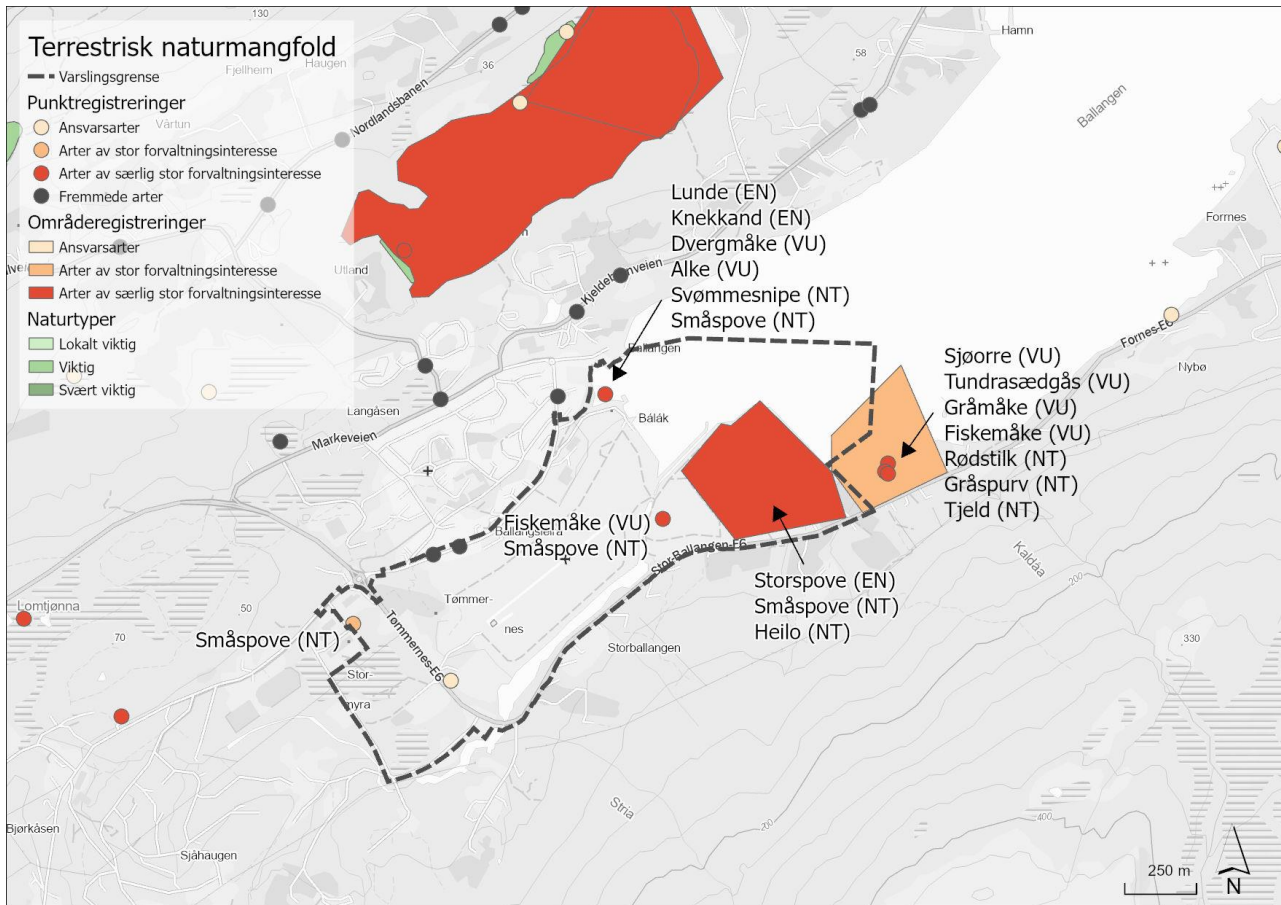 Terrestrisk naturmangfold
Varslingsgrense
Punktregistreringer
Ansvarsarter
Arter av stor forvaltningsinteresse
Arter av særlig stor forvaltningsinteresse
Fremmede arter
Områderegistreringer
Ansvarsarter
Arter av stor forvaltningsinteresse
Arter av særlig stor forvaltningsinteresse
Naturtyper
Lokalt viktig
Viktig
Svært viktig
130
Haugen
Fjellheim
Vårtun
Nordlandsbanen
36
58
Hamn
Ballangen
Fornes
Utland
Kjeldebotnveien
Lunde (EN)
Knekkand (EN)
Dvergmåke (VU)
Alke (VU)
Svømmesnipe (NT)
Småspove (NT)
Ballangen
Bálák
Langåsen
Markeveien
Fornes-E6
Nybø
Sjøorre (VU)
Tundrasædgås (VU)
Gråmåke (VU)
Fiskemåke (VU)
Rødstilk (NT)
Gråspurv (NT)
Tjeld (NT)
Fiskemåke (VU)
Småspove (NT)
Ballangsleira
Stor-Ballangen-E6
Storspove (EN)
Småspove (NT)
Heilo (NT)
Kaldåa
200
330
Lomtjønna
50
70
Småspove (NT)
Tømmer-
nes
Tømmernes-E6
Storballangen
Stor-
myra
Stria
200
400
Bjørkåsen
Sjåhaugen
250 m
N